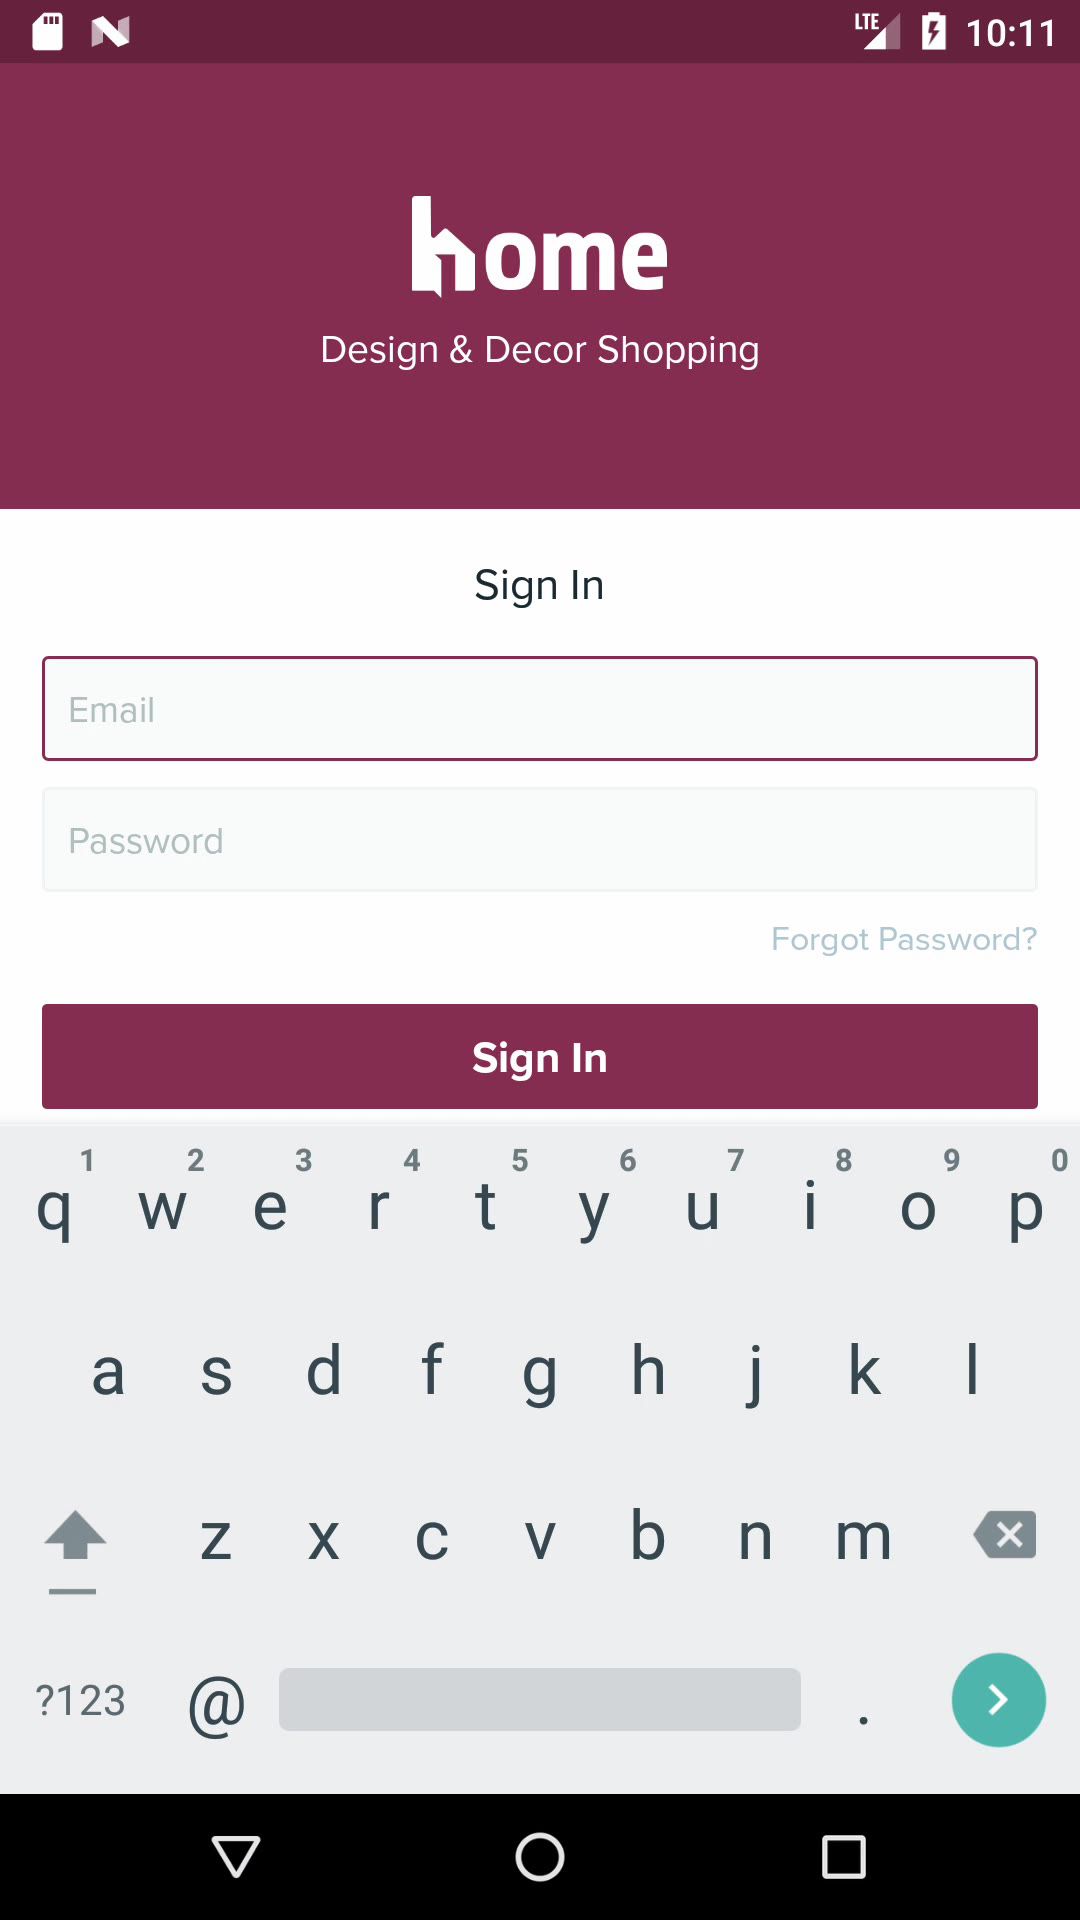 LTE 10:11
home
Design & Decor Shopping
Sign In
Email
Password
Forgot Password?
Sign In
1 2 3 4 5 6 7 8 9 0
q w e r t y u i o p
a s d f g h j k l
z x c v b n m
?123 @ .